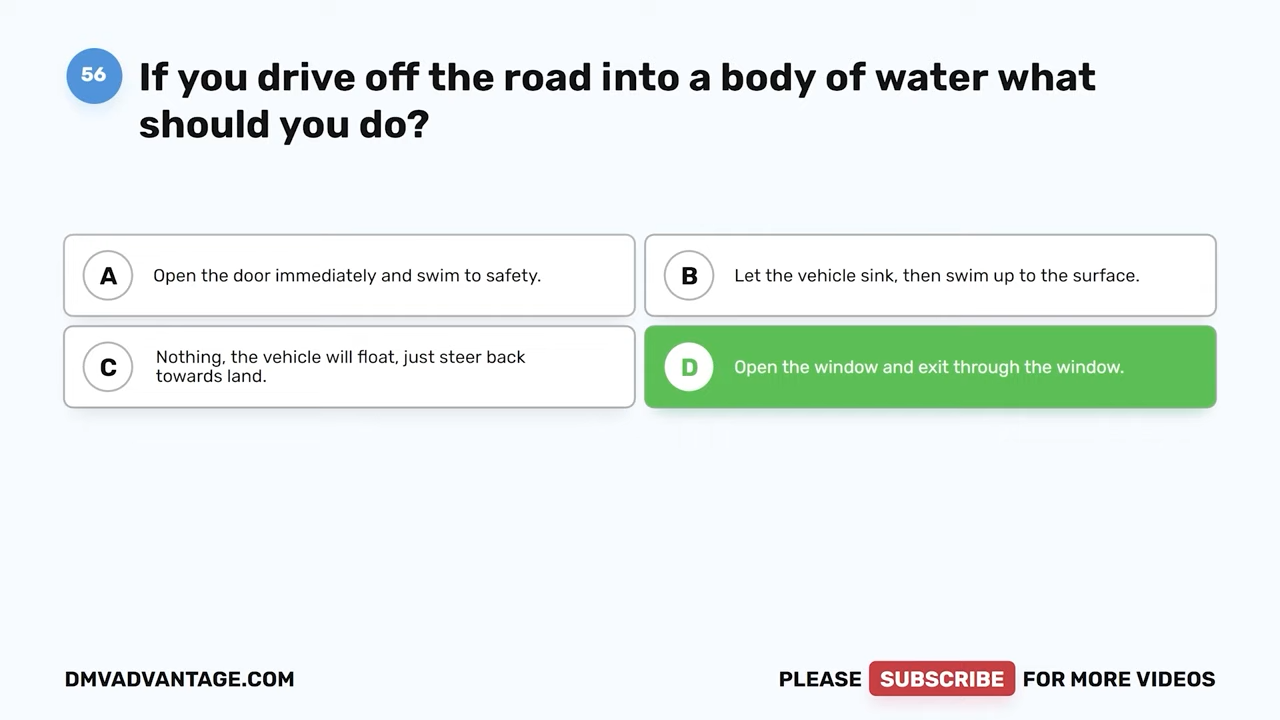 56
If you drive off the road into a body of water what
should you do?
A
Open the door immediately and swim to safety.
B
Let the vehicle sink, then swim up to the surface.
C
Nothing, the vehicle will float, just steer back
towards land.
D
Open the window and exit through the window.
DMVADVANTAGE.COM
PLEASE SUBSCRIBE FOR MORE VIDEOS